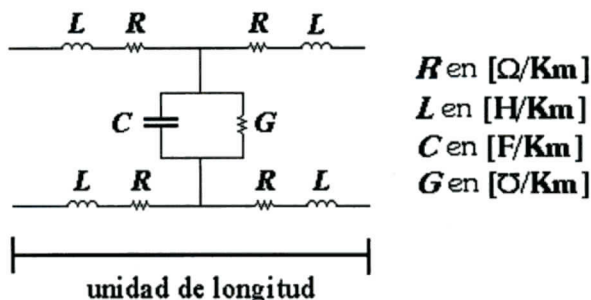 L R R L
R en [Ω/Km]
L en [H/Km]
C G
C en [F/Km]
G en [℧/Km]
L R R L
unidad de longitud